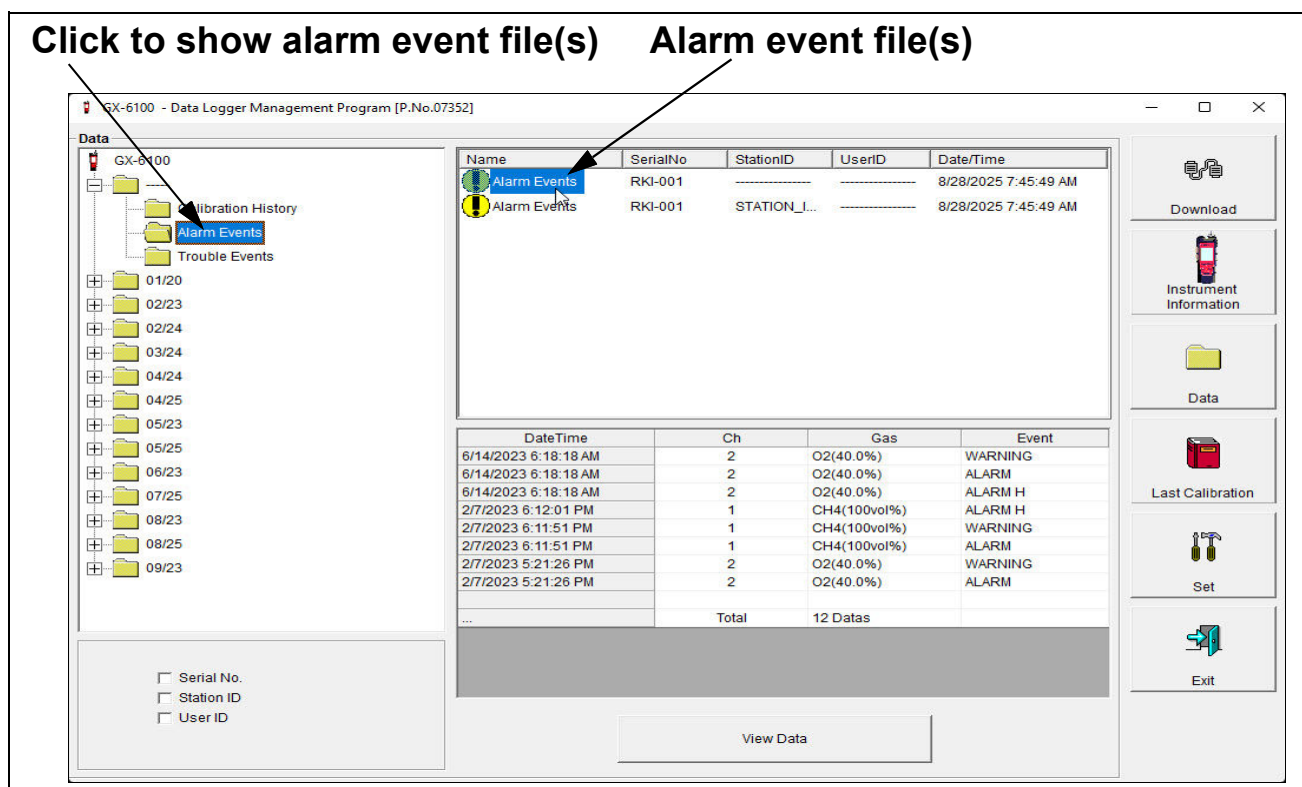 Click to show alarm event file(s) Alarm event file(s)
GX-6100 - Data Logger Management Program [P.No.07352]
Data
GX-6100
-----
Calibration History
Alarm Events
Trouble Events
01/20
02/23
02/24
03/24
04/24
04/25
05/23
05/25
06/23
07/25
08/23
08/25
09/23
Serial No.
Station ID
User ID
Name SerialNo StationID UserID Date/Time
Alarm Events RKI-001 ---------------- ---------------- 8/28/2025 7:45:49 AM
Alarm Events RKI-001 STATION_I... ---------------- 8/28/2025 7:45:49 AM
DateTime Ch Gas Event
6/14/2023 6:18:18 AM 2 O2(40.0%) WARNING
6/14/2023 6:18:18 AM 2 O2(40.0%) ALARM
6/14/2023 6:18:18 AM 2 O2(40.0%) ALARM H
2/7/2023 6:12:01 PM 1 CH4(100vol%) ALARM H
2/7/2023 6:11:51 PM 1 CH4(100vol%) WARNING
2/7/2023 6:11:51 PM 1 CH4(100vol%) ALARM
2/7/2023 5:21:26 PM 2 O2(40.0%) WARNING
2/7/2023 5:21:26 PM 2 O2(40.0%) ALARM
... Total 12 Datas
View Data
Download
Instrument
Information
Data
Last Calibration
Set
Exit